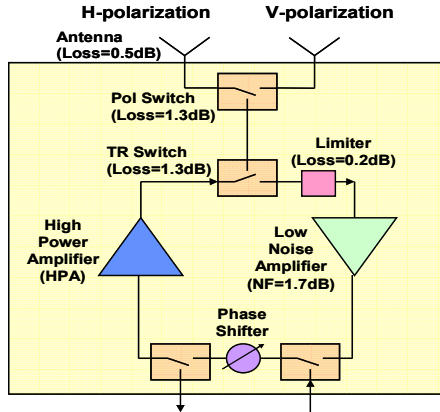 H-polarization
V-polarization
Antenna
(Loss=0.5dB)
Pol Switch
(Loss=1.3dB)
TR Switch
(Loss=1.3dB)
Limiter
(Loss=0.2dB)
High
Power
Amplifier
(HPA)
Low
Noise
Amplifier
(NF=1.7dB)
Phase
Shifter